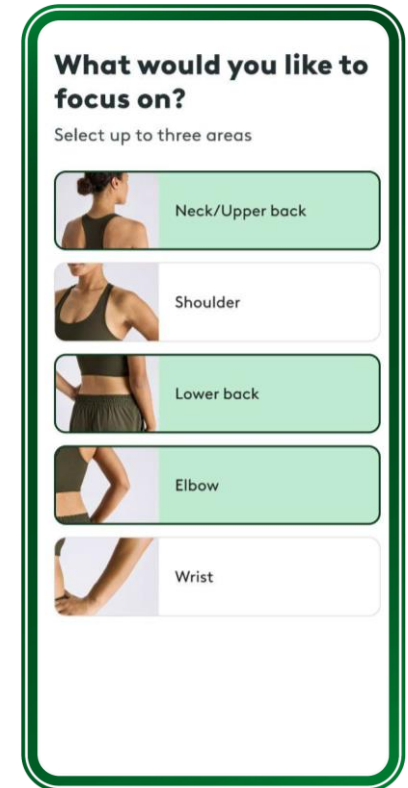 What would you like to
focus on?
Select up to three areas
Neck/Upper back
Shoulder
Lower back
Elbow
Wrist